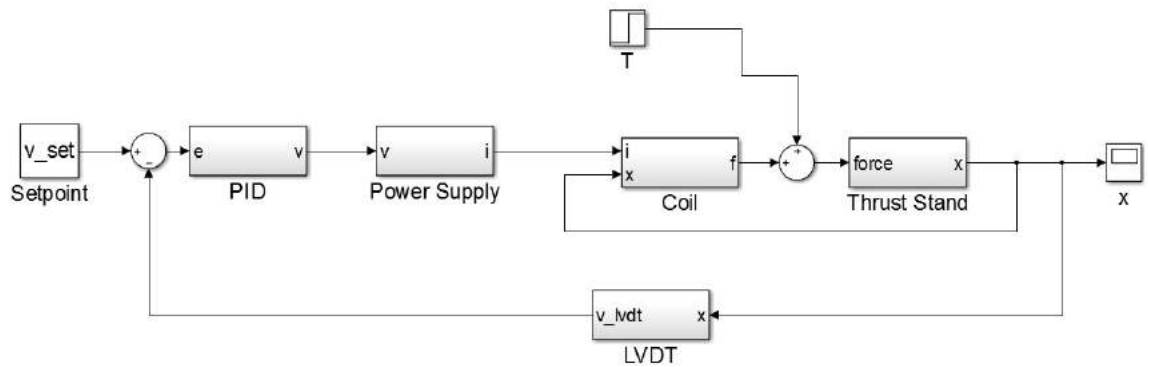 T
v_set
+
−
e
v
v
i
i
x
f
+
+
force
x
Setpoint
PID
Power Supply
Coil
Thrust Stand
x
v_lvdt
x
LVDT